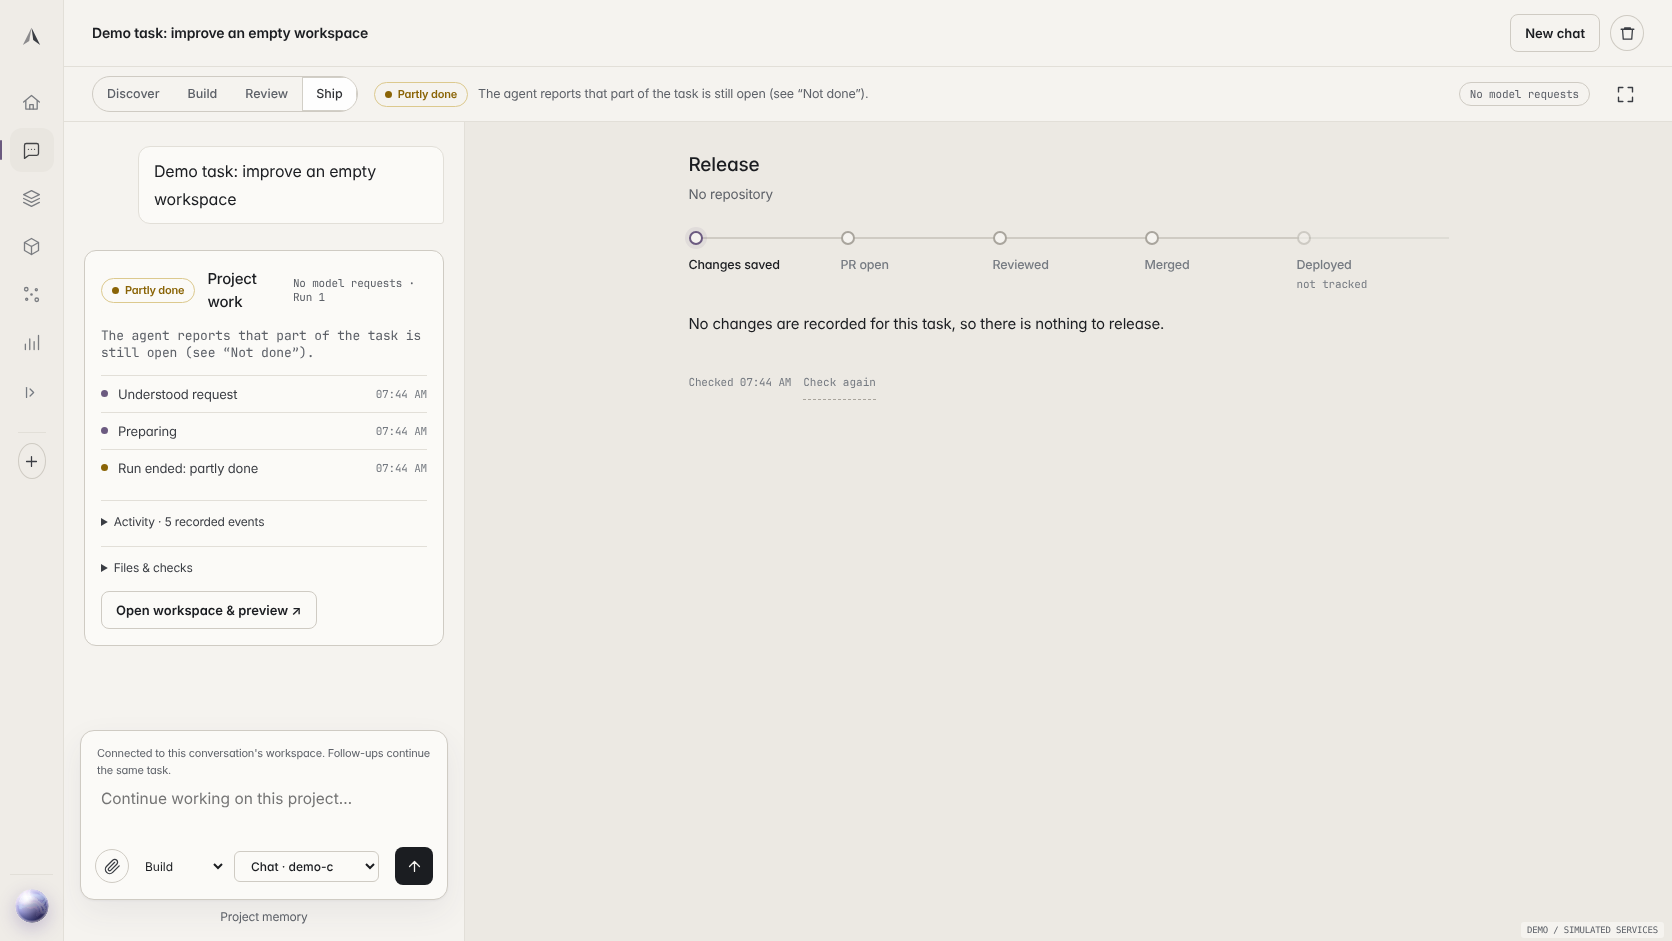 Demo task: improve an empty workspace
New chat
Discover
Build
Review
Ship
Partly done
The agent reports that part of the task is still open (see “Not done”).
No model requests
Demo task: improve an empty
workspace
Partly done
Project
work
No model requests ·
Run 1
The agent reports that part of the task is
still open (see “Not done”).
Understood request
07:44 AM
Preparing
07:44 AM
Run ended: partly done
07:44 AM
Activity · 5 recorded events
Files & checks
Open workspace & preview ↗
Connected to this conversation's workspace. Follow-ups continue
the same task.
Continue working on this project...
Build
Chat · demo-c
Project memory
Release
No repository
Changes saved
PR open
Reviewed
Merged
Deployed
not tracked
No changes are recorded for this task, so there is nothing to release.
Checked 07:44 AM
Check again
DEMO / SIMULATED SERVICES